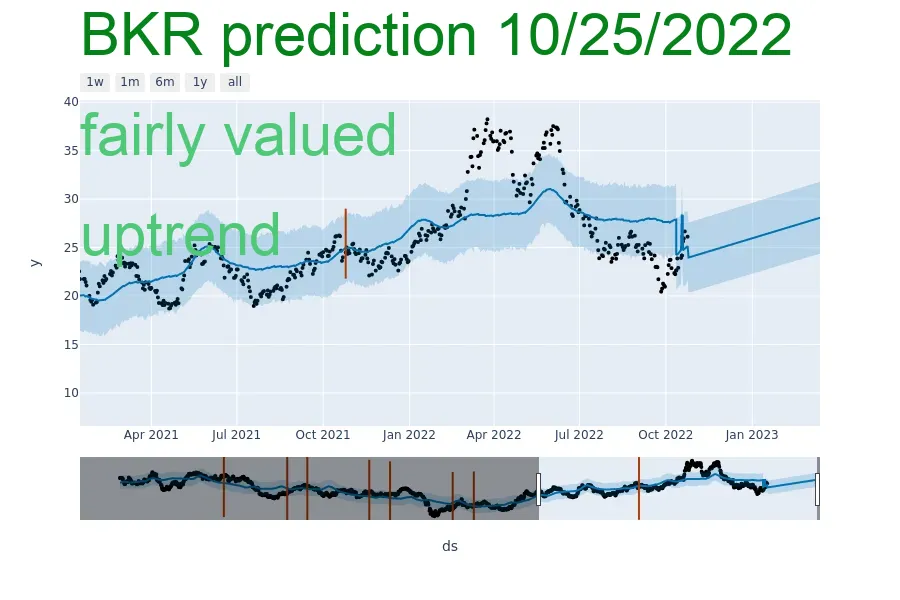 BKR prediction 10/25/2022
1w 1m 6m 1y all
40
fairly valued
35
30
uptrend
25
y
20
15
10
Apr 2021 Jul 2021 Oct 2021 Jan 2022 Apr 2022 Jul 2022 Oct 2022 Jan 2023
ds